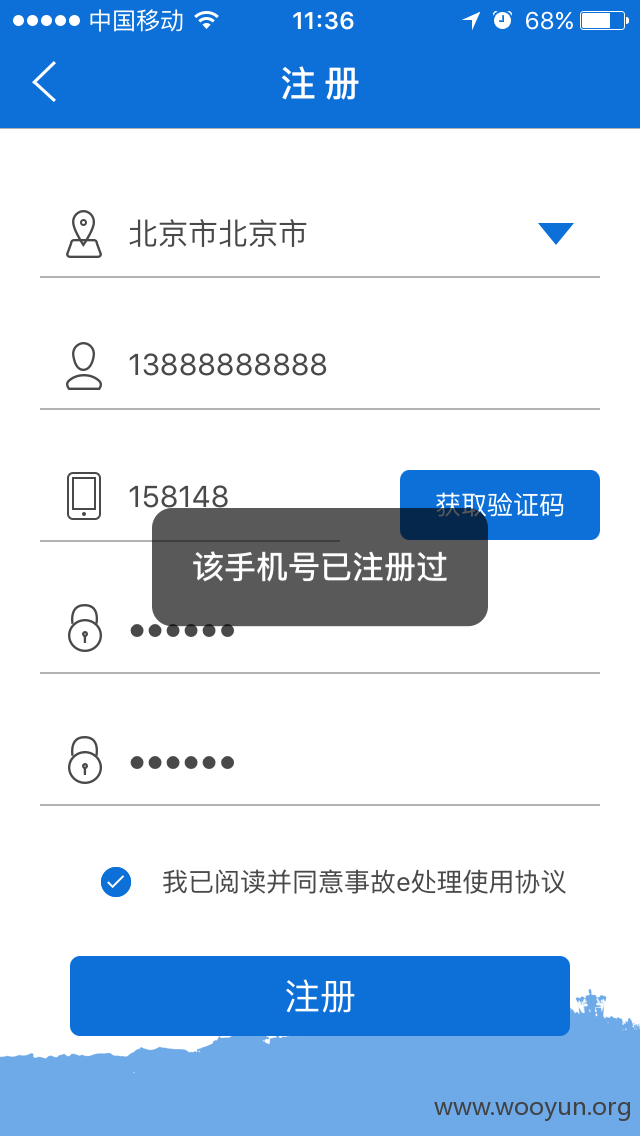 中国移动 11:36 68%
注册
北京市北京市
13888888888
158148
获取验证码
该手机号已注册过
••••••
••••••
我已阅读并同意事故e处理使用协议
注册
www.wooyun.org